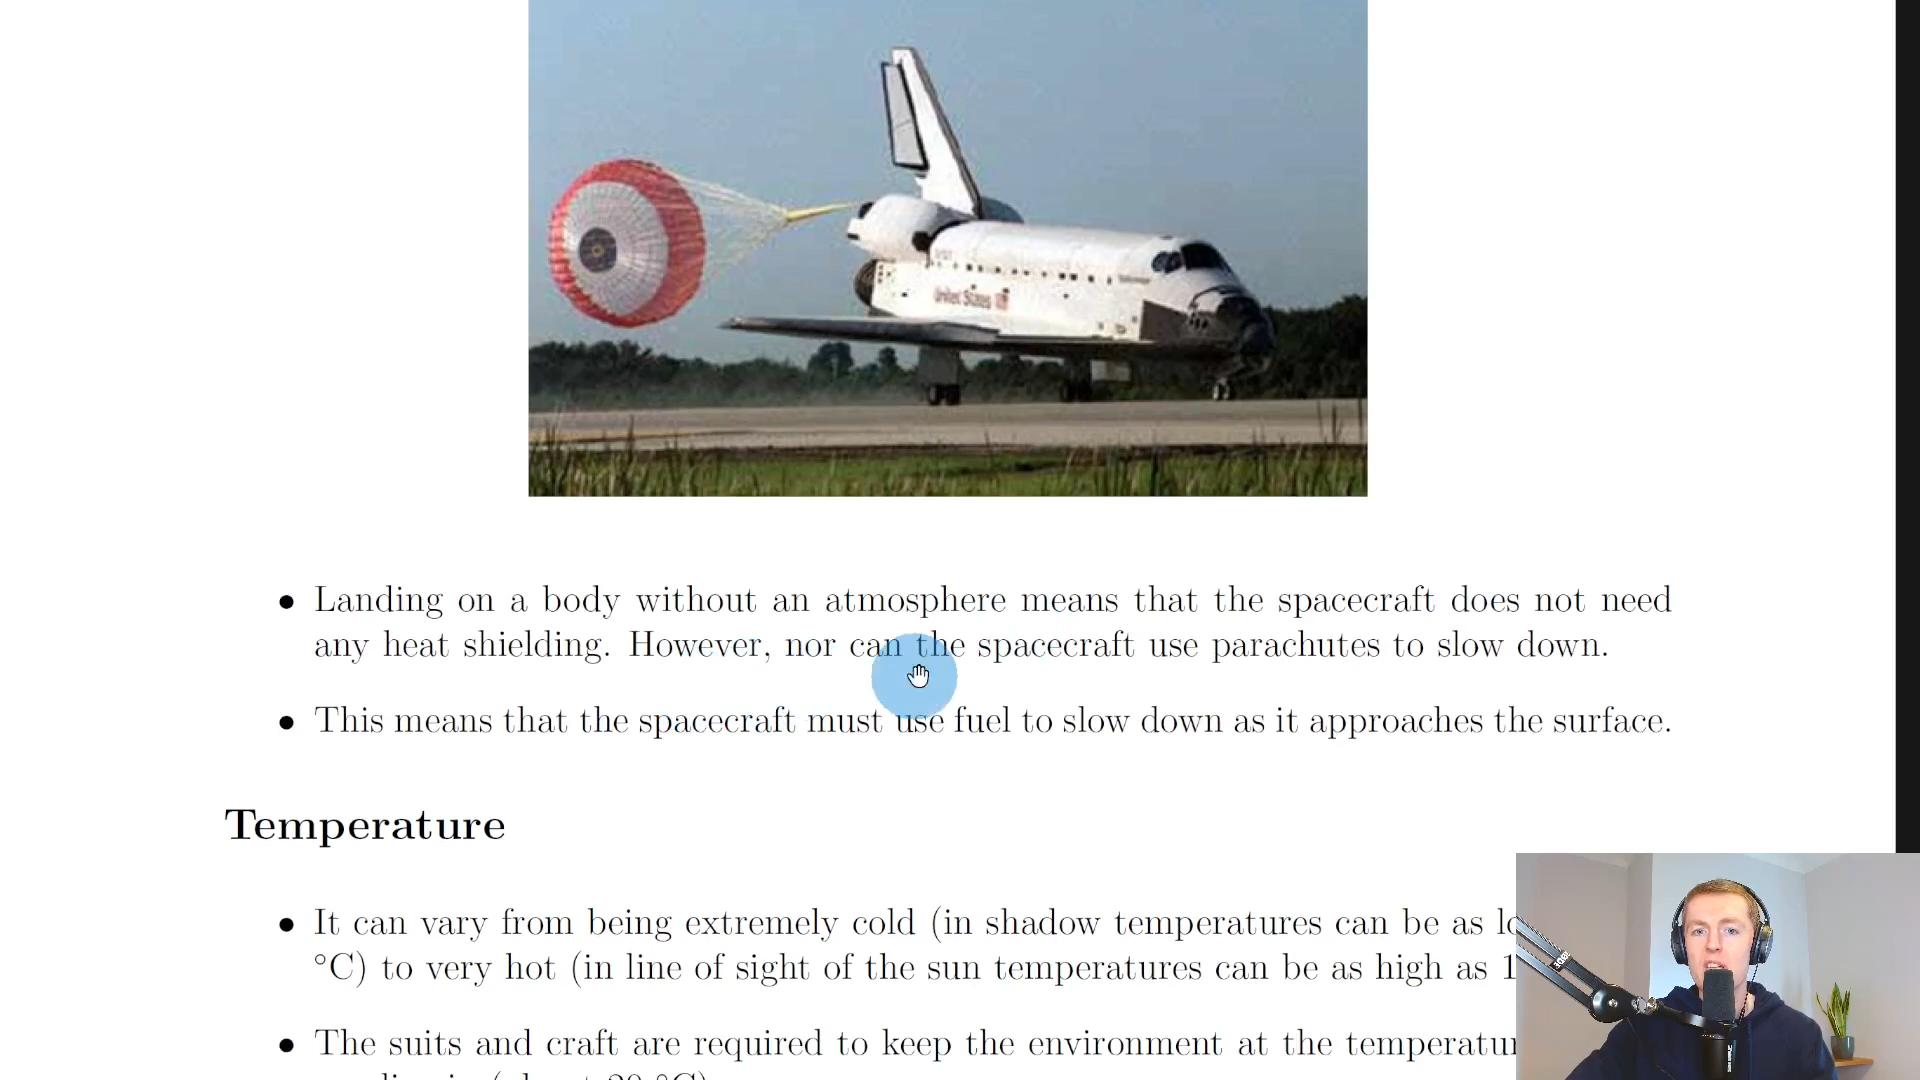 United States
• Landing on a body without an atmosphere means that the spacecraft does not need
any heat shielding. However, nor can the spacecraft use parachutes to slow down.
• This means that the spacecraft must use fuel to slow down as it approaches the surface.
Temperature
• It can vary from being extremely cold (in shadow temperatures can be as
°C) to very hot (in line of sight of the sun temperatures can be as high as
• The suits and craft are required to keep the environment at the
RØDE